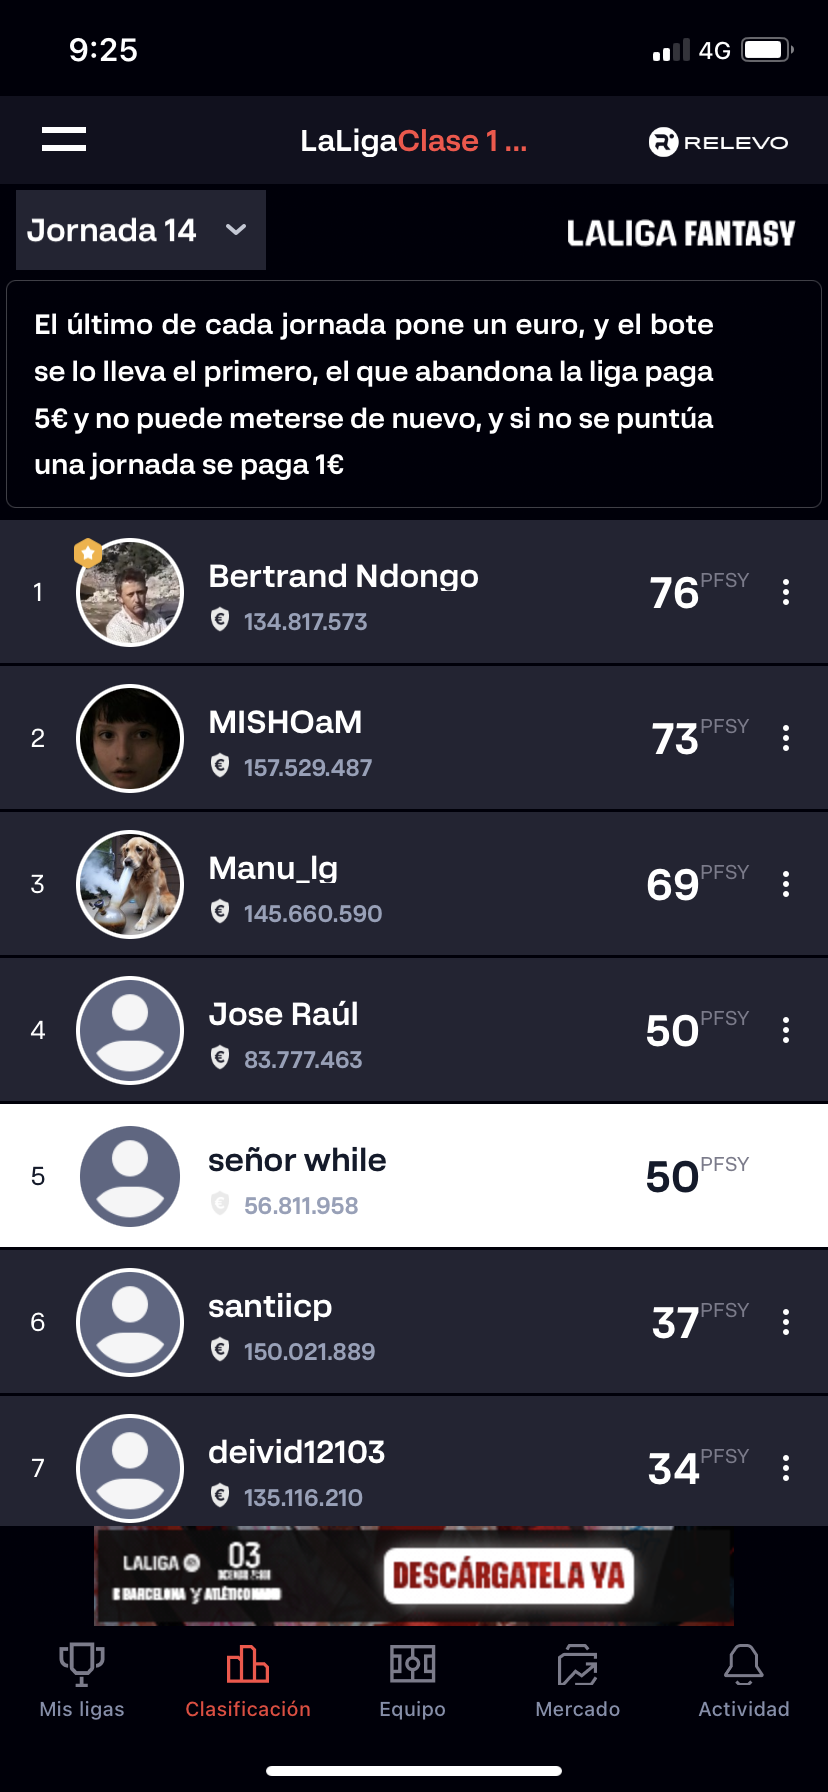 9:25
4G
LaLigaClase 1 ...
RELEVO
Jornada 14
LALIGA FANTASY
El último de cada jornada pone un euro, y el bote
se lo lleva el primero, el que abandona la liga paga
5€ y no puede meterse de nuevo, y si no se puntúa
una jornada se paga 1€
1 Bertrand Ndongo 76 PFSY
134.817.573
2 MISHOaM 73 PFSY
157.529.487
3 Manu_lg 69 PFSY
145.660.590
4 Jose Raúl 50 PFSY
83.777.463
5 señor while 50 PFSY
56.811.958
6 santiicp 37 PFSY
150.021.889
7 deivid12103 34 PFSY
135.116.210
LALIGA 03
BARCELONA ATLÉTICO
DESCÁRGATELA YA
Mis ligas
Clasificación
Equipo
Mercado
Actividad